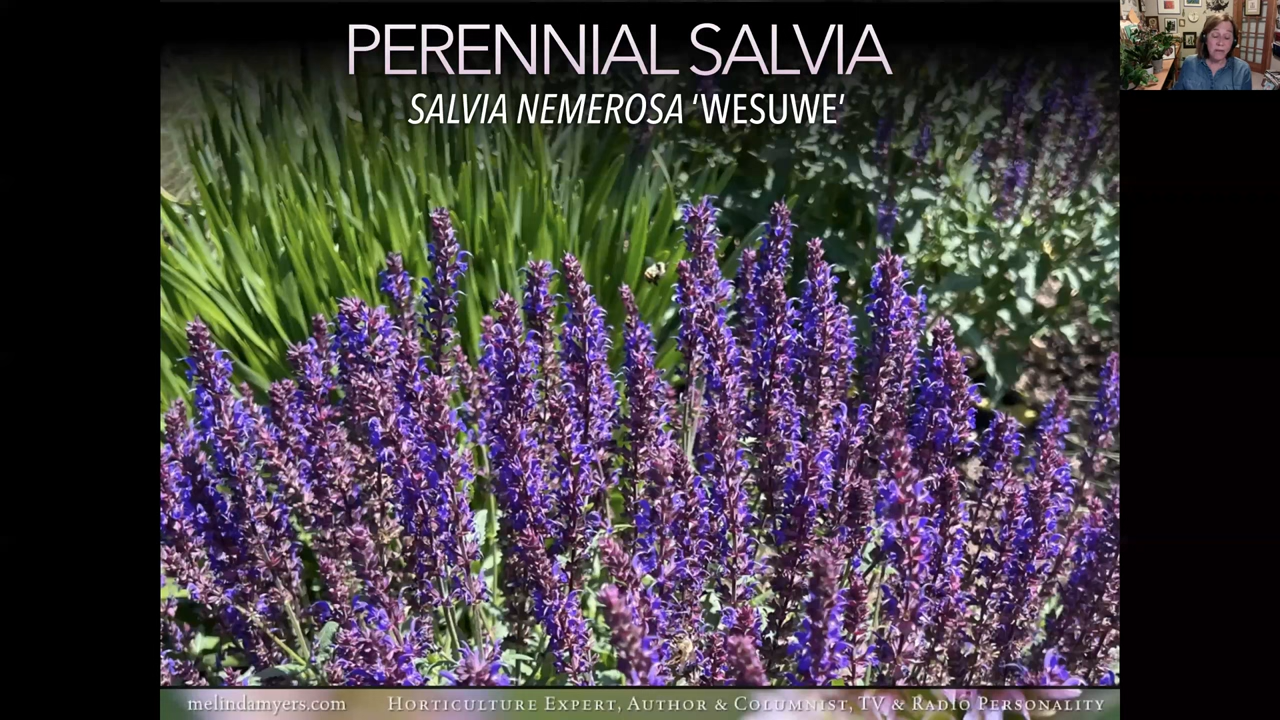 PERENNIAL SALVIA
SALVIA NEMEROSA ‘WESUWE’
melindamyers.com Horticulture Expert, Author & Columnist, TV & Radio Personality